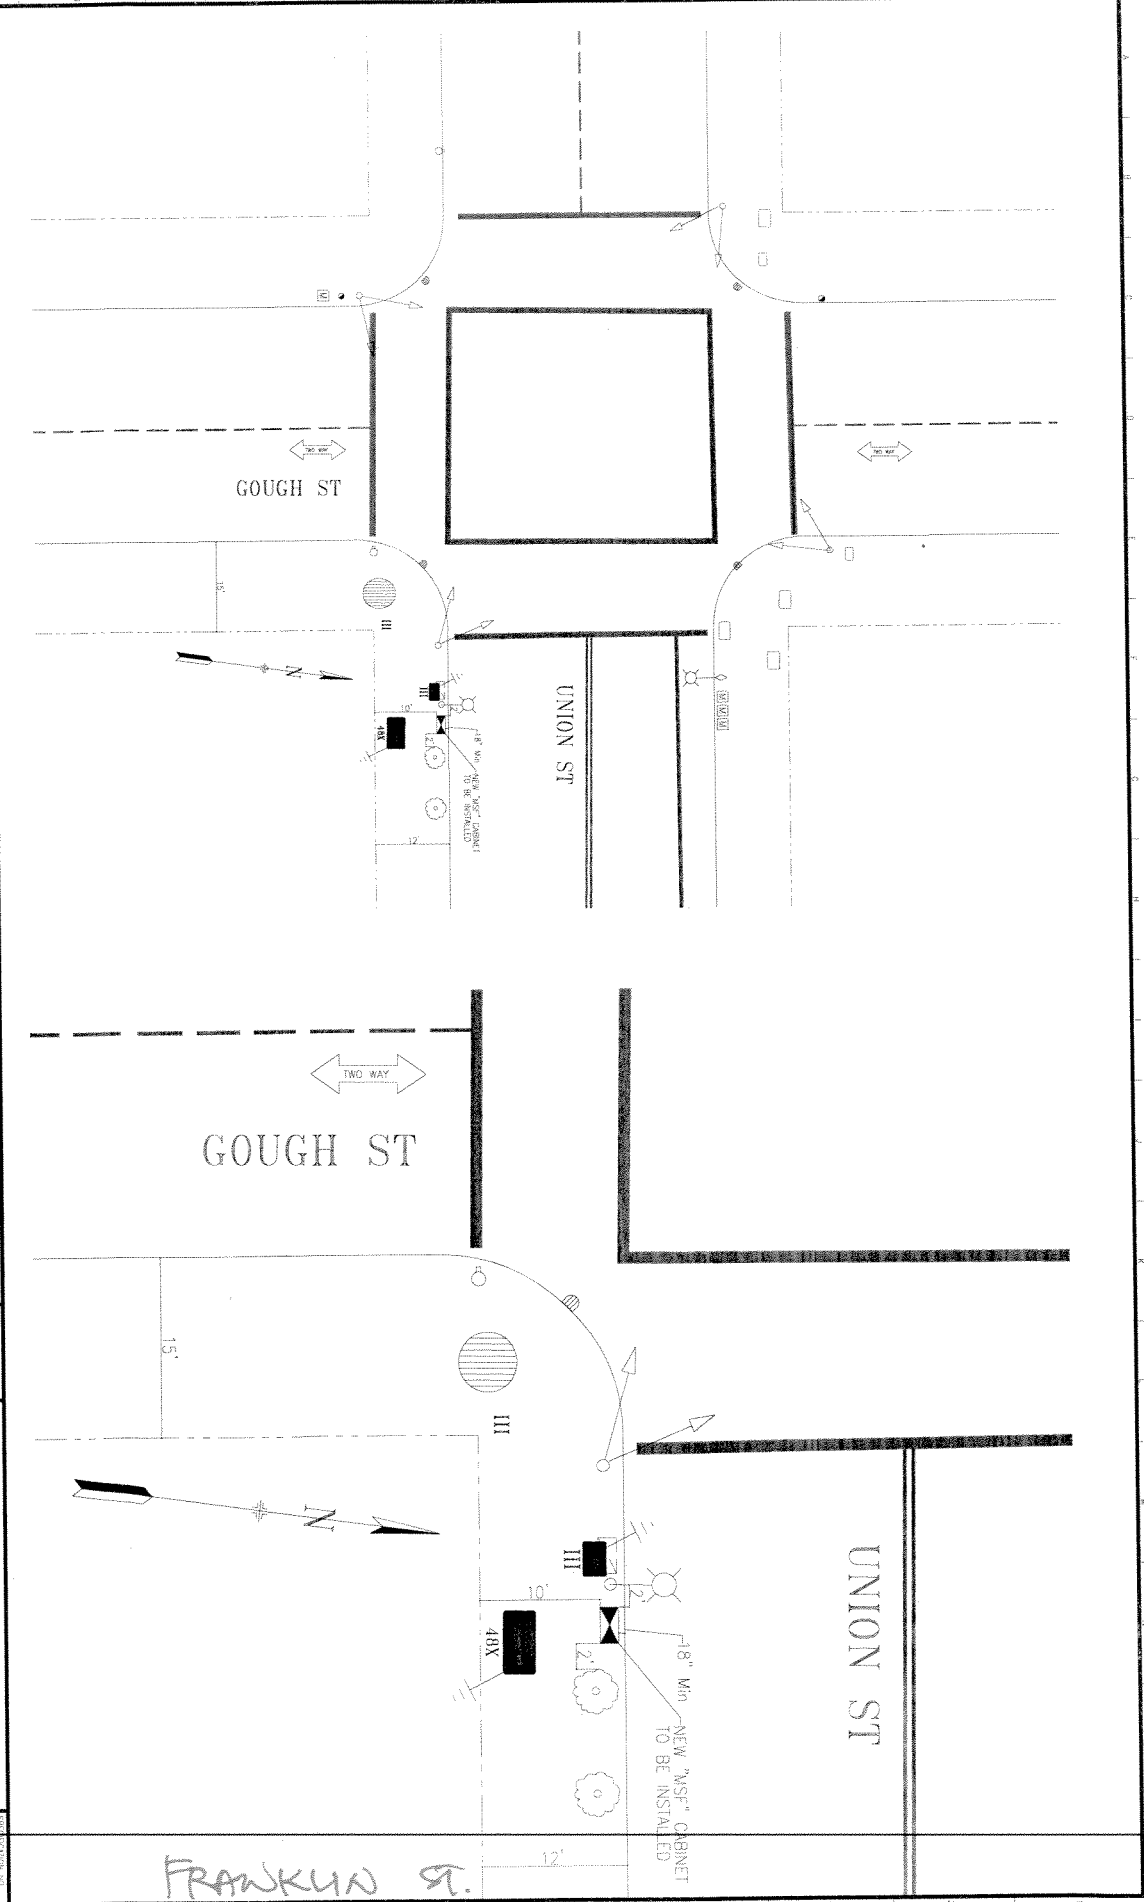 M
TWO WAY
TWO WAY
GOUGH ST
15'
III
N
III
2'
10'
48X
18" Min
2'
NEW "MSF" CABINET
TO BE INSTALLED
12'
UNION ST
M M M
TWO WAY
GOUGH ST
15'
III
N
III
2'
10'
48X
2'
18" Min
NEW "MSF" CABINET
TO BE INSTALLED
12'
UNION ST
FRANKLIN ST.